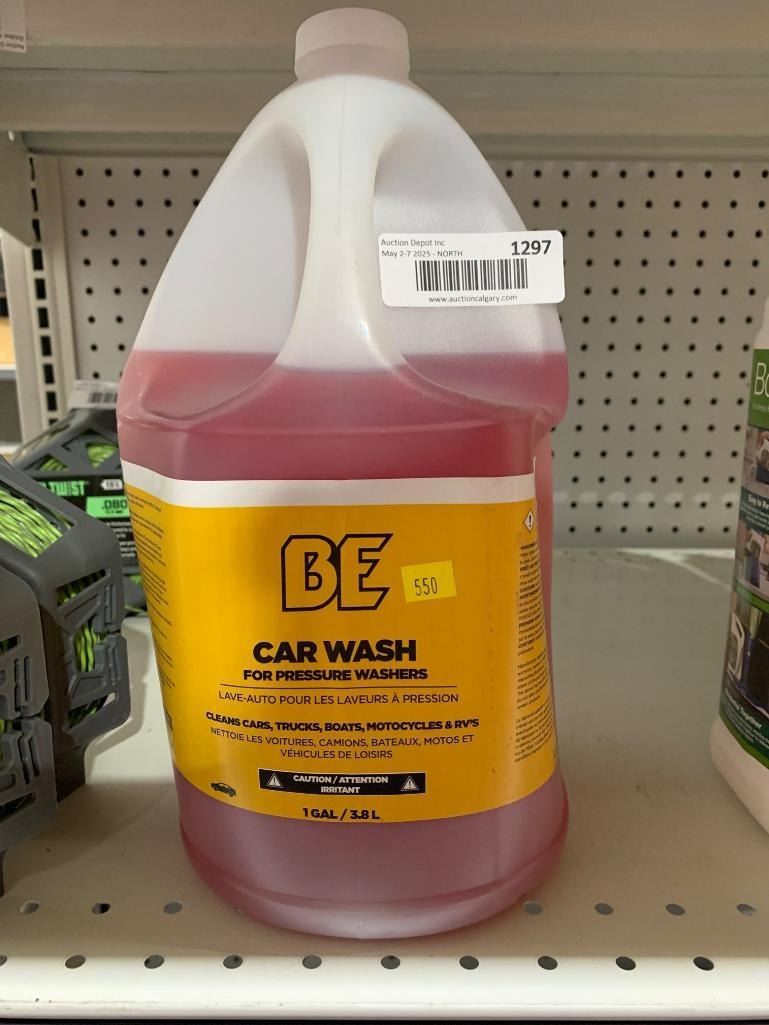 Auction Depot Inc
May 2-7 2025 - NORTH
1297
www.auctioncalgary.com
TWIST
.080
BE
550
CAR WASH
FOR PRESSURE WASHERS
LAVE-AUTO POUR LES LAVEURS À PRESSION
CLEANS CARS, TRUCKS, BOATS, MOTOCYCLES & RV'S
NETTOIE LES VOITURES, CAMIONS, BATEAUX, MOTOS ET
VÉHICULES DE LOISIRS
CAUTION / ATTENTION
IRRITANT
1 GAL / 3.8 L